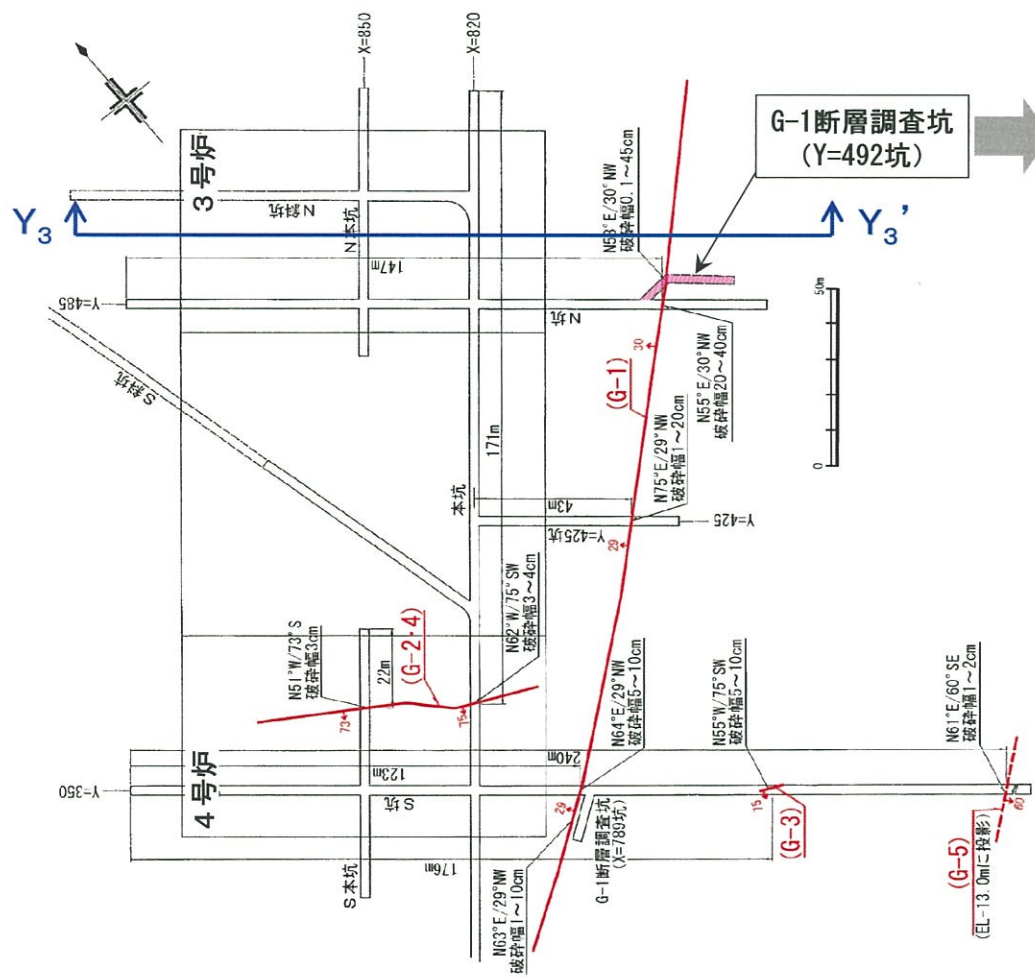 X=850
X=820
3号炉
N斜坑
Y₃
Y₃’
G-1断層調査坑
(Y=492坑)
N本坑
147m
N53°E/30°NW
破砕幅0.1～45cm
Y=485
N坑
50m
0
30
(G-1)
N55°E/30°NW
破砕幅20～40cm
S斜坑
171m
本坑
43m
N75°E/29°NW
破砕幅1～20cm
Y=425坑
Y=425
29
N51°W/73°S
破砕幅3cm
22m
(G-2・4)
N62°W/75°SW
破砕幅3～4cm
73
75
4号炉
Y=350
123m
240m
S坑
S本坑
176m
N64°E/29°NW
破砕幅5～10cm
29
G-1断層調査坑
(X=789坑)
N63°E/29°NW
破砕幅1～10cm
N55°W/75°SW
破砕幅5～10cm
(G-3)
N61°E/60°SE
破砕幅1～2cm
60
(G-5)
(EL-13.0mに投影)